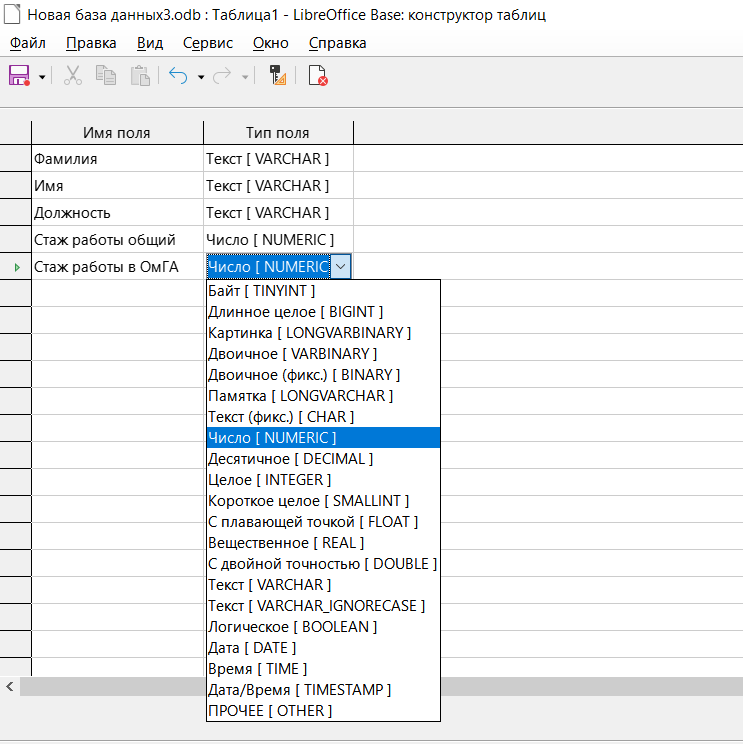 Новая база данных3.odb : Таблица1 - LibreOffice Base: конструктор таблиц
Файл Правка Вид Сервис Окно Справка
Имя поля Тип поля
Фамилия Текст [ VARCHAR ]
Имя Текст [ VARCHAR ]
Должность Текст [ VARCHAR ]
Стаж работы общий Число [ NUMERIC ]
Стаж работы в ОмГА Число [ NUMERIC
Байт [ TINYINT ]
Длинное целое [ BIGINT ]
Картинка [ LONGVARBINARY ]
Двоичное [ VARBINARY ]
Двоичное (фикс.) [ BINARY ]
Памятка [ LONGVARCHAR ]
Текст (фикс.) [ CHAR ]
Число [ NUMERIC ]
Десятичное [ DECIMAL ]
Целое [ INTEGER ]
Короткое целое [ SMALLINT ]
С плавающей точкой [ FLOAT ]
Вещественное [ REAL ]
С двойной точностью [ DOUBLE ]
Текст [ VARCHAR ]
Текст [ VARCHAR_IGNORECASE ]
Логическое [ BOOLEAN ]
Дата [ DATE ]
Время [ TIME ]
Дата/Время [ TIMESTAMP ]
ПРОЧЕЕ [ OTHER ]